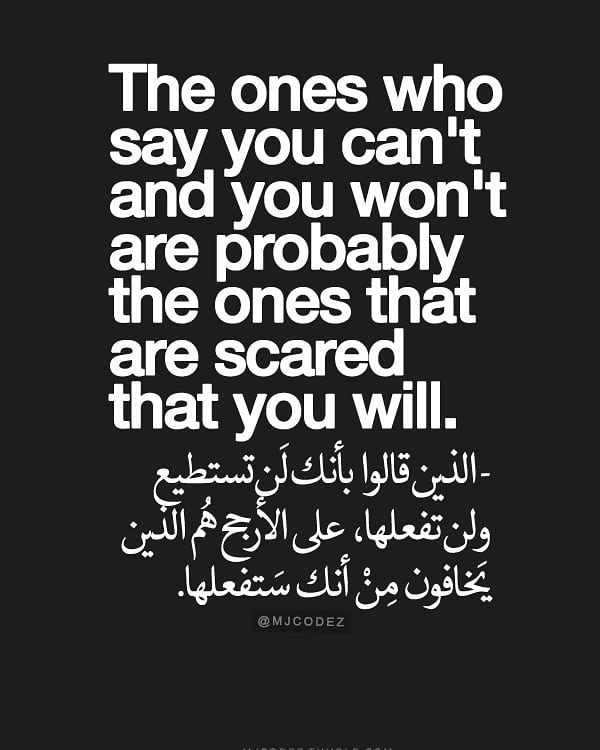 The ones who
say you can't
and you won't
are probably
the ones that
are scared
that you will.
-الذين قالوا بأنك لَن تستطيع
ولن تفعلها، على الأرجح هُم الذين
يَخافون مِنْ أنك سَتفعلها.
@MJCODEZ